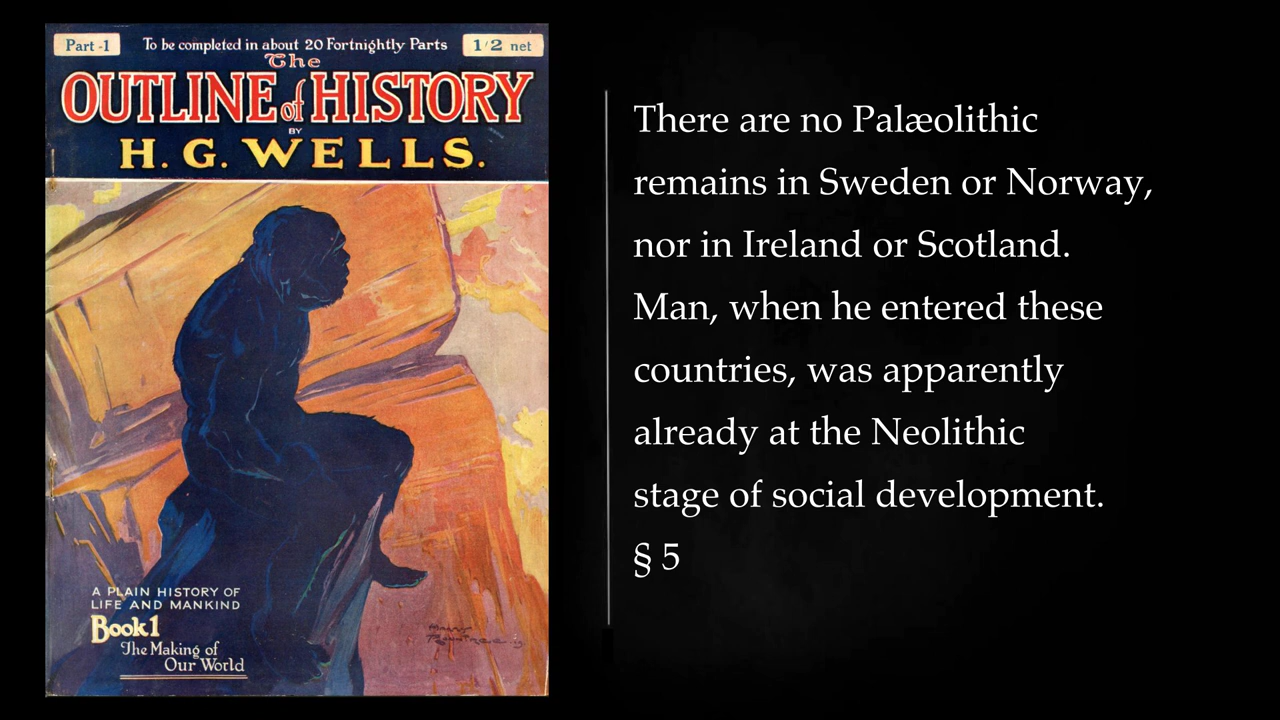 Part -1
To be completed in about 20 Fortnightly Parts
1/2 net
The
OUTLINE of HISTORY
BY
H. G. WELLS.
A PLAIN HISTORY OF
LIFE AND MANKIND
Book 1
The Making of
Our World
There are no Palæolithic
remains in Sweden or Norway,
nor in Ireland or Scotland.
Man, when he entered these
countries, was apparently
already at the Neolithic
stage of social development.
§ 5